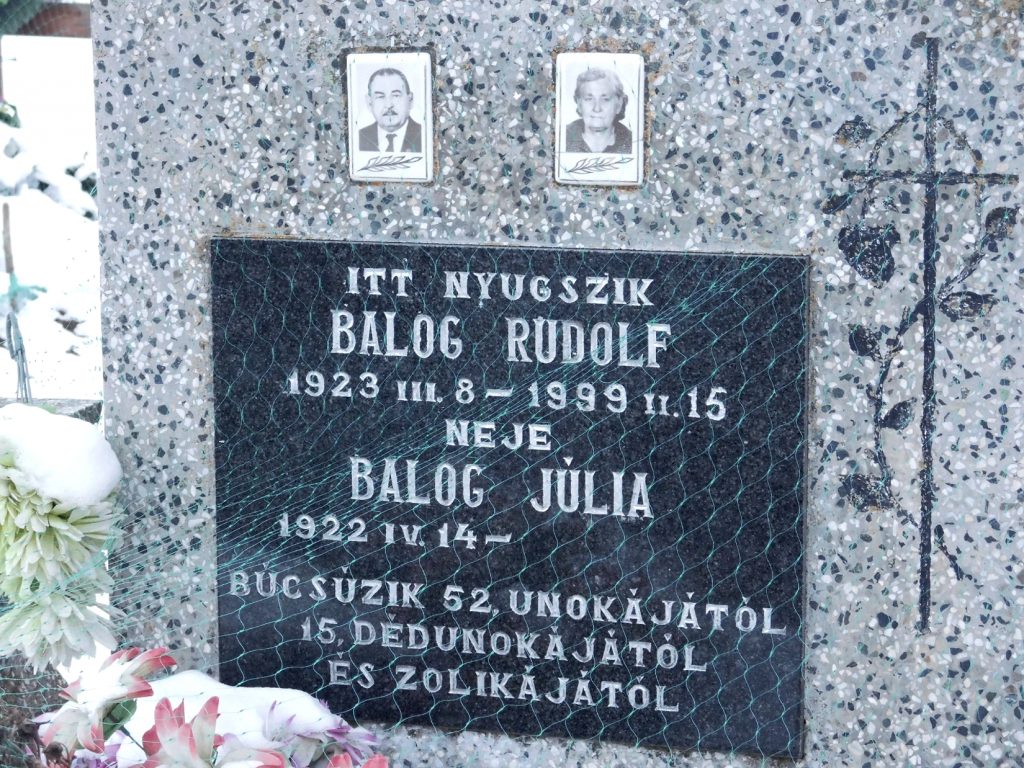 ITT NYUGSZIK
BALOG RUDOLF
1923 III. 8 – 1999 II. 15
NEJE
BALOG JÚLIA
1922 IV. 14 –
BÚCSÚZIK 52, UNOKÁJÁTÓL
15, DÉDUNOKÁJÁTÓL
ÉS ZOLIKÁJÁTÓL